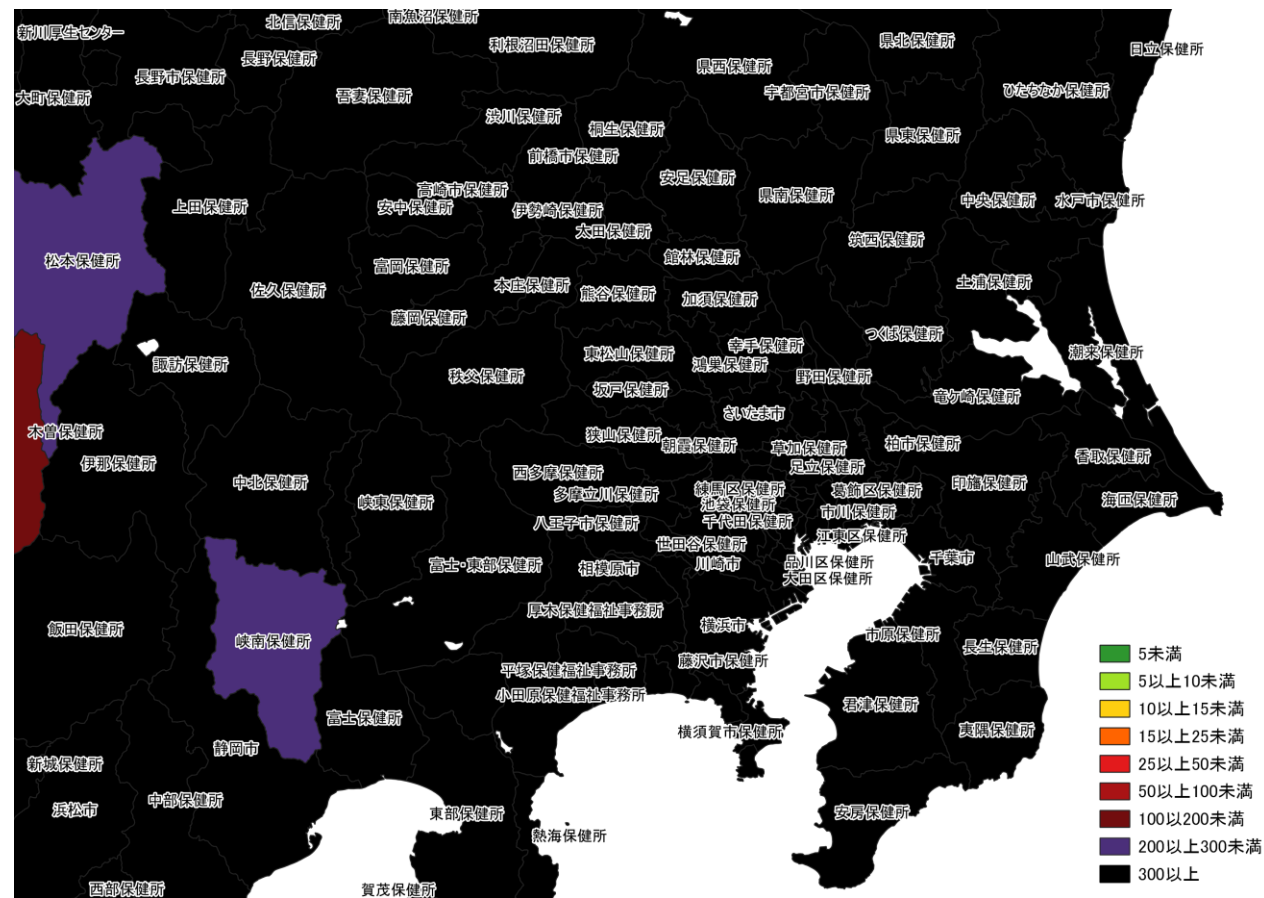 新川厚生センター
北信保健所
南魚沼保健所
利根沼田保健所
県北保健所
日立保健所
長野保健所
長野市保健所
県西保健所
大町保健所
吾妻保健所
宇都宮市保健所
ひたちなか保健所
渋川保健所
桐生保健所
県東保健所
前橋市保健所
安足保健所
高崎市保健所
県南保健所
中央保健所
水戸市保健所
上田保健所
安中保健所
伊勢崎保健所
太田保健所
筑西保健所
松本保健所
富岡保健所
館林保健所
佐久保健所
本庄保健所
熊谷保健所
加須保健所
土浦保健所
藤岡保健所
つくば保健所
諏訪保健所
東松山保健所
幸手保健所
鴻巣保健所
潮来保健所
秩父保健所
坂戸保健所
野田保健所
竜ケ崎保健所
さいたま市
木曽保健所
狭山保健所
朝霞保健所
草加保健所
柏市保健所
伊那保健所
足立保健所
香取保健所
中北保健所
西多摩保健所
多摩立川保健所
練馬区保健所
葛飾区保健所
印旛保健所
峡東保健所
池袋保健所
市川保健所
海匝保健所
八王子市保健所
千代田保健所
江東区保健所
世田谷保健所
富士・東部保健所
相模原市
川崎市
品川区保健所
大田区保健所
千葉市
山武保健所
厚木保健福祉事務所
飯田保健所
峡南保健所
横浜市
市原保健所
長生保健所
平塚保健福祉事務所
藤沢市保健所
小田原保健福祉事務所
富士保健所
君津保健所
横須賀市保健所
夷隅保健所
静岡市
新城保健所
中部保健所
浜松市
東部保健所
安房保健所
熱海保健所
西部保健所
賀茂保健所
5未満
5以上10未満
10以上15未満
15以上25未満
25以上50未満
50以上100未満
100以上200未満
200以上300未満
300以上